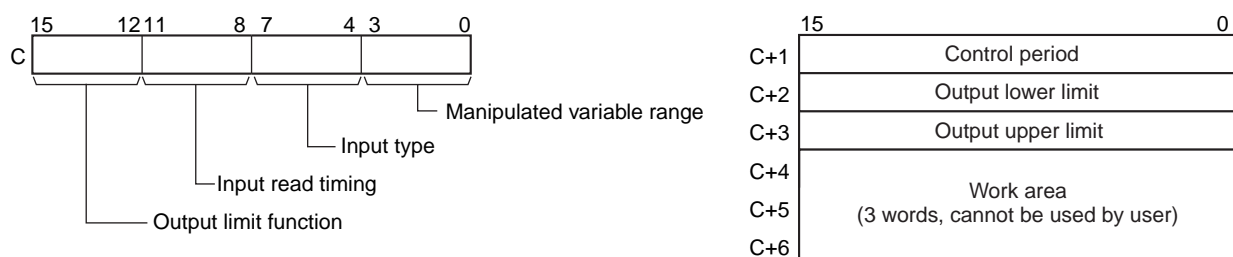 15 12 11 8 7 4 3 0
C
Manipulated variable range
Input type
Input read timing
Output limit function
15 0
C+1 Control period
C+2 Output lower limit
C+3 Output upper limit
C+4
Work area
C+5
(3 words, cannot be used by user)
C+6